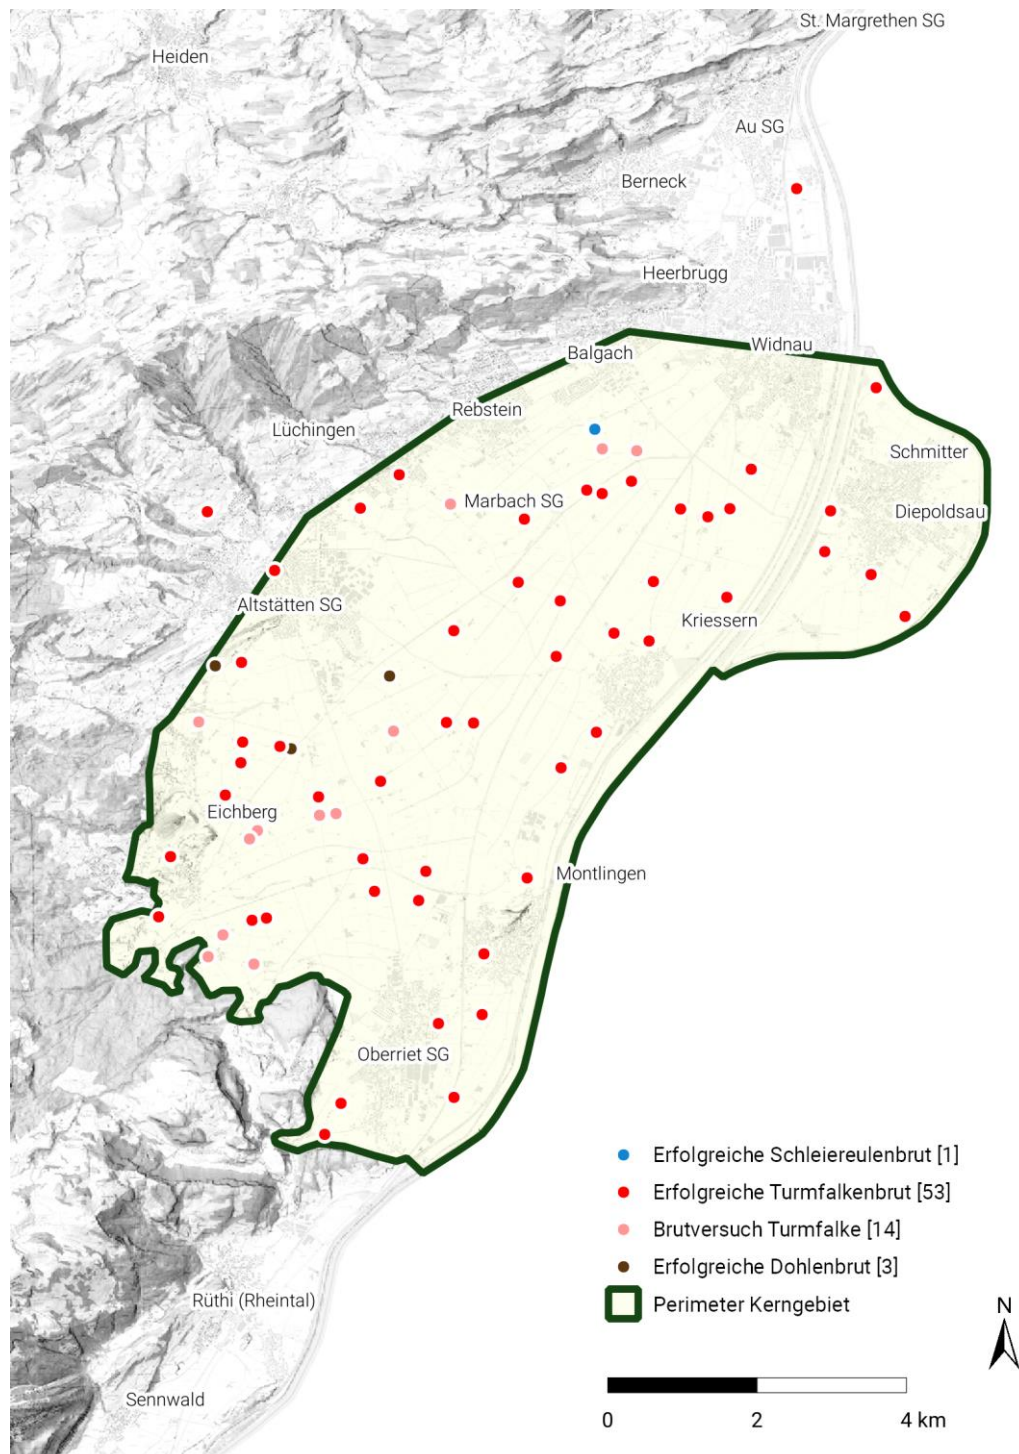 St. Margrethen SG
Heiden
Au SG
Berneck
Heerbrugg
Widnau
Balgach
Rebstein
Lüchingen
Schmitter
Marbach SG
Diepoldsau
Altstätten SG
Kriessern
Eichberg
Montlingen
Oberriet SG
Erfolgreiche Schleiereulenbrut [1]
Erfolgreiche Turmfalkenbrut [53]
Brutversuch Turmfalke [14]
Erfolgreiche Dohlenbrut [3]
Perimeter Kerngebiet
Rüthi (Rheintal)
N
Sennwald
0 2 4 km